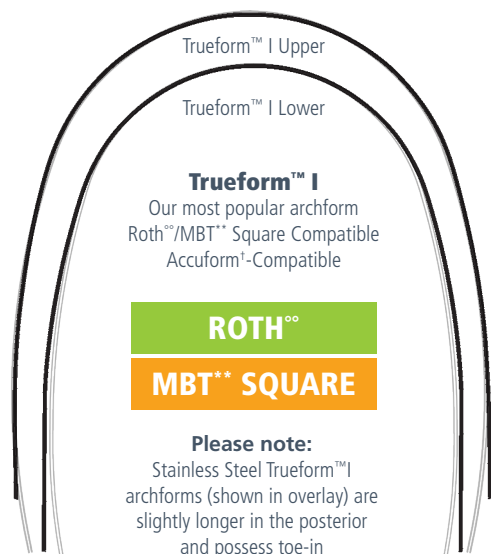 Trueform™ I Upper
Trueform™ I Lower
Trueform™ I
Our most popular archform
Roth°°/MBT** Square Compatible
Accuform†-Compatible
ROTH°°
MBT** SQUARE
Please note:
Stainless Steel Trueform™I
archforms (shown in overlay) are
slightly longer in the posterior
and possess toe-in